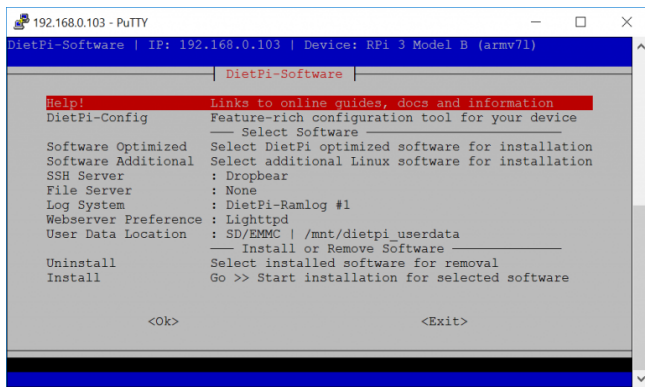 192.168.0.103 - PuTTY
DietPi-Software | IP: 192.168.0.103 | Device: RPi 3 Model B (armv7l)
DietPi-Software
Help! Links to online guides, docs and information
DietPi-Config Feature-rich configuration tool for your device
Select Software
Software Optimized Select DietPi optimized software for installation
Software Additional Select additional Linux software for installation
SSH Server : Dropbear
File Server : None
Log System : DietPi-Ramlog #1
Webserver Preference : Lighttpd
User Data Location : SD/EMMC | /mnt/dietpi_userdata
Install or Remove Software
Uninstall Select installed software for removal
Install Go >> Start installation for selected software
<Ok> <Exit>